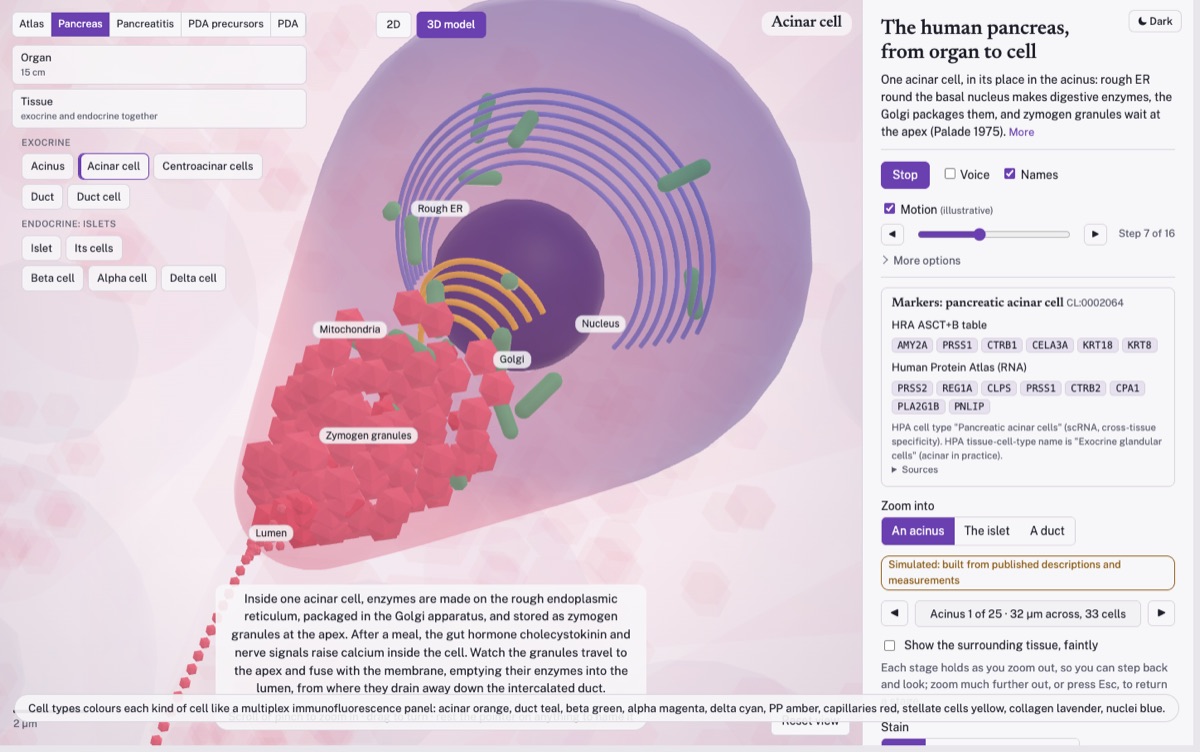 Atlas
Pancreas
Pancreatitis
PDA precursors
PDA
2D
3D model
Acinar cell
Organ
15 cm
Tissue
exocrine and endocrine together
EXOCRINE
Acinus
Acinar cell
Centroacinar cells
Duct
Duct cell
ENDOCRINE: ISLETS
Islet
Its cells
Beta cell
Alpha cell
Delta cell
Rough ER
Nucleus
Mitochondria
Golgi
Zymogen granules
Lumen
Inside one acinar cell, enzymes are made on the rough endoplasmic
reticulum, packaged in the Golgi apparatus, and stored as zymogen
granules at the apex. After a meal, the gut hormone cholecystokinin and
nerve signals raise calcium inside the cell. Watch the granules travel to
the apex and fuse with the membrane, emptying their enzymes into the
lumen, from where they drain away down the intercalated duct.
Dark
The human pancreas,
from organ to cell
One acinar cell, in its place in the acinus: rough ER
round the basal nucleus makes digestive enzymes, the
Golgi packages them, and zymogen granules wait at
the apex (Palade 1975). More
Stop
Voice
Names
Motion (illustrative)
Step 7 of 16
More options
Markers: pancreatic acinar cell CL:0002064
HRA ASCT+B table
AMY2A PRSS1 CTRB1 CELA3A KRT18 KRT8
Human Protein Atlas (RNA)
PRSS2 REG1A CLPS PRSS1 CTRB2 CPA1
PLA2G1B PNLIP
HPA cell type "Pancreatic acinar cells" (scRNA, cross-tissue
specificity). HPA tissue-cell-type name is "Exocrine glandular
cells" (acinar in practice).
Sources
Zoom into
An acinus
The islet
A duct
Simulated: built from published descriptions and
measurements
Acinus 1 of 25 · 32 µm across, 33 cells
Show the surrounding tissue, faintly
Each stage holds as you zoom out, so you can step back
and look; zoom much further out, or press Esc, to return
Cell types colours each kind of cell like a multiplex immunofluorescence panel: acinar orange, duct teal, beta green, alpha magenta, delta cyan, PP amber, capillaries red, stellate cells yellow, collagen lavender, nuclei blue.
2 µm
Reset view
Stain